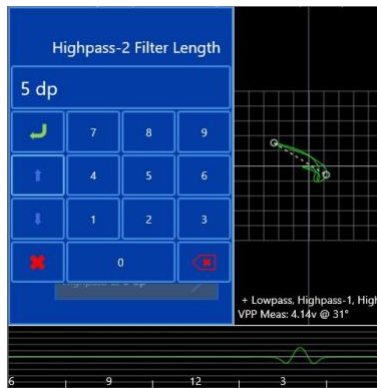 Highpass-2 Filter Length
5 dp
7 8 9
4 5 6
1 2 3
0
+ Lowpass, Highpass-1, High
VPP Meas: 4.14v @ 31°
6 9 12 3